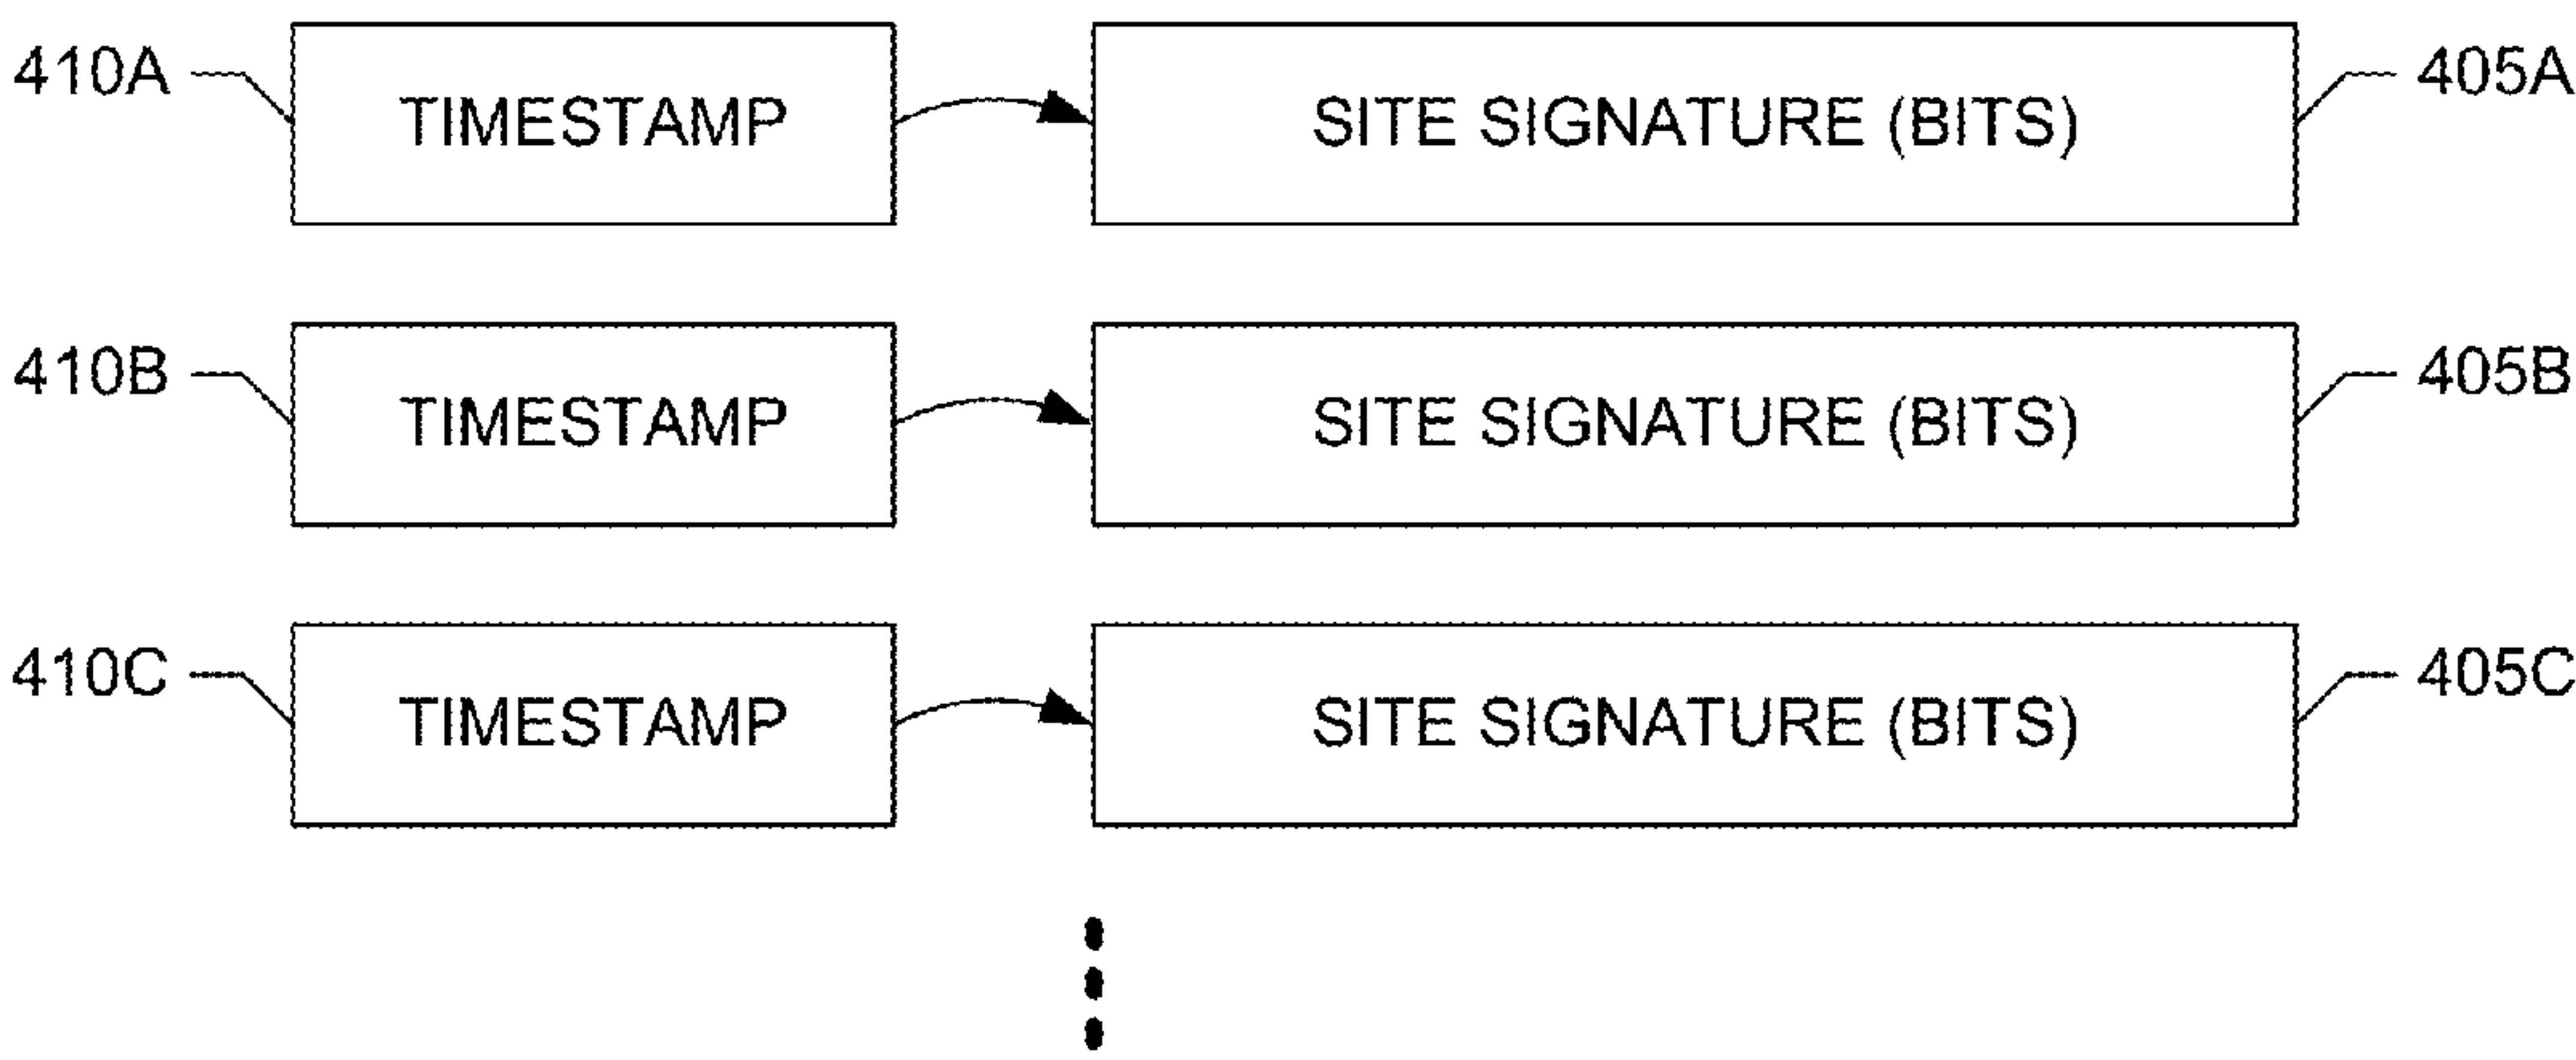 410A TIMESTAMP SITE SIGNATURE (BITS) 405A
410B TIMESTAMP SITE SIGNATURE (BITS) 405B
410C TIMESTAMP SITE SIGNATURE (BITS) 405C